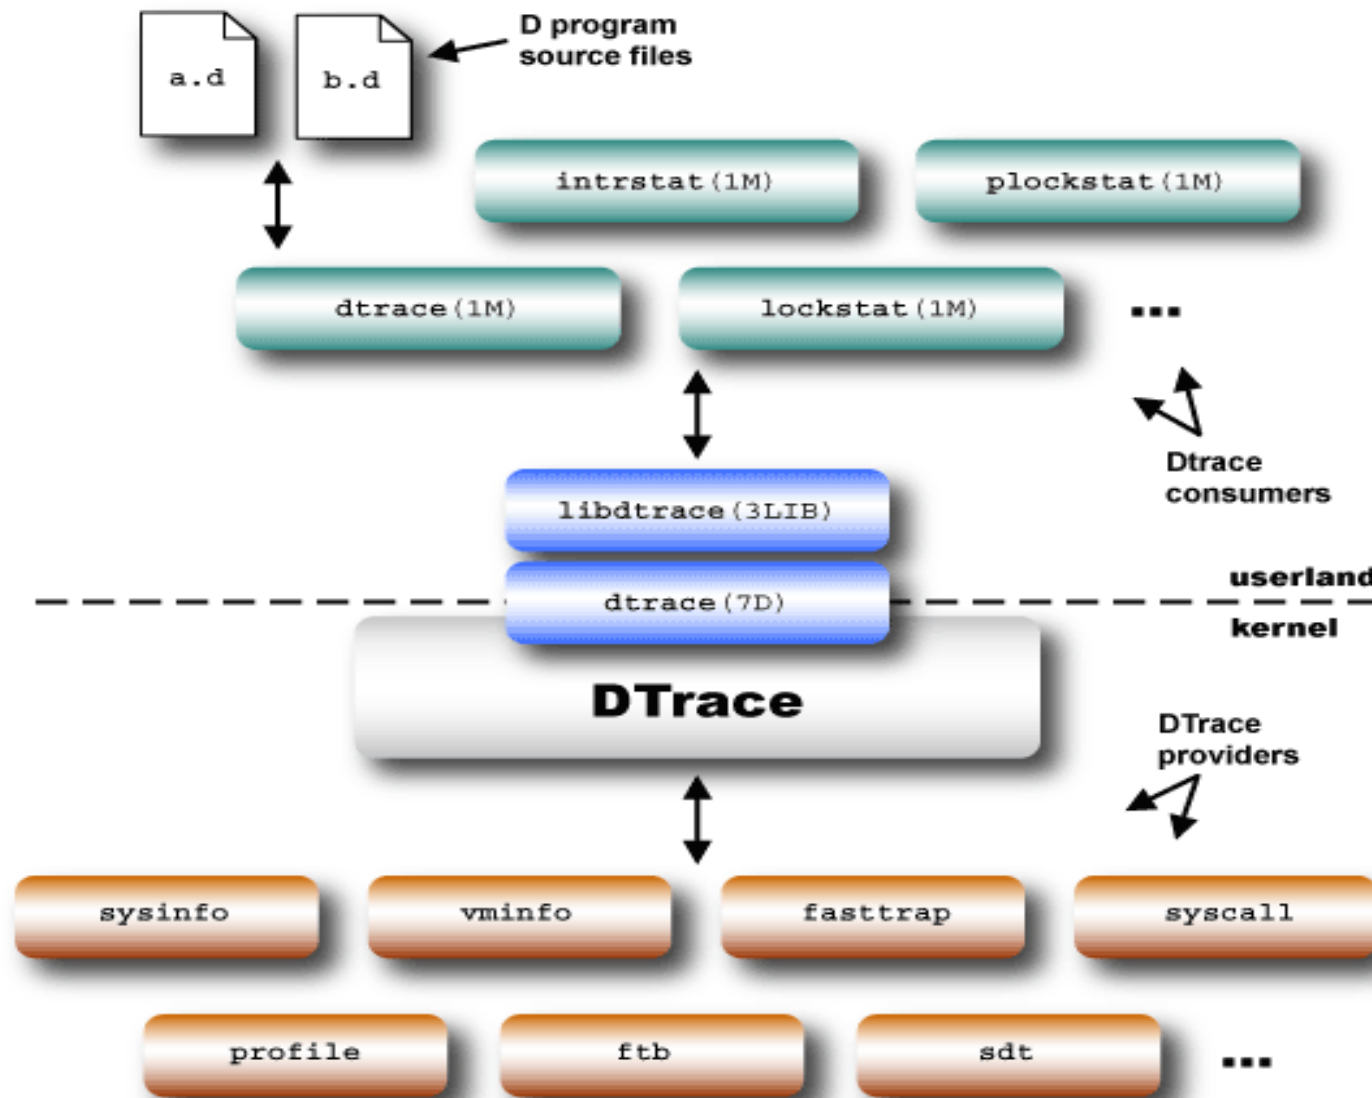 D program
source files
a.d
b.d
intrstat(1M)
plockstat(1M)
dtrace(1M)
lockstat(1M)
...
Dtrace
consumers
libdtrace(3LIB)
userland
dtrace(7D)
kernel
DTrace
DTrace
providers
sysinfo
vminfo
fasttrap
syscall
profile
ftb
sdt
...